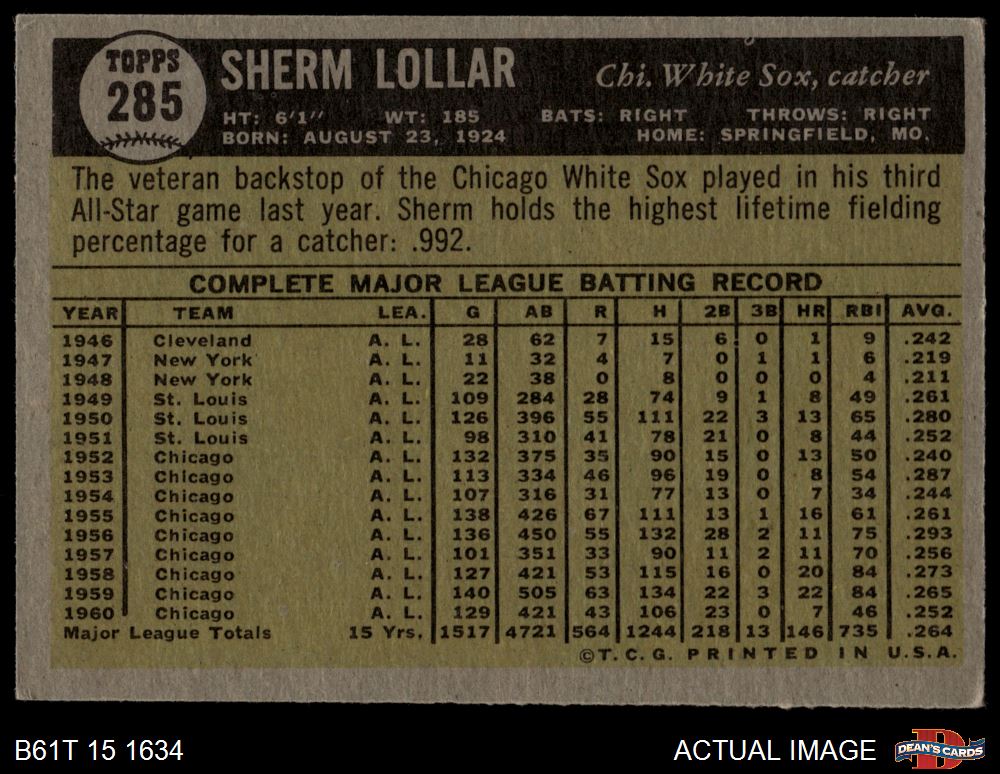 TOPPS
285
SHERM LOLLAR
Chi. White Sox, catcher
HT: 6'1" WT: 185 BATS: RIGHT THROWS: RIGHT
BORN: AUGUST 23, 1924 HOME: SPRINGFIELD, MO.
The veteran backstop of the Chicago White Sox played in his third
All-Star game last year. Sherm holds the highest lifetime fielding
percentage for a catcher: .992.
COMPLETE MAJOR LEAGUE BATTING RECORD
YEAR TEAM LEA. G AB R H 2B 3B HR RBI AVG.
1946 Cleveland A. L. 28 62 7 15 6 0 1 9 .242
1947 New York A. L. 11 32 4 7 0 1 1 6 .219
1948 New York A. L. 22 38 0 8 0 0 0 4 .211
1949 St. Louis A. L. 109 284 28 74 9 1 8 49 .261
1950 St. Louis A. L. 126 396 55 111 22 3 13 65 .280
1951 St. Louis A. L. 98 310 41 78 21 0 8 44 .252
1952 Chicago A. L. 132 375 35 90 15 0 13 50 .240
1953 Chicago A. L. 113 334 46 96 19 0 8 54 .287
1954 Chicago A. L. 107 316 31 77 13 0 7 34 .244
1955 Chicago A. L. 138 426 67 111 13 1 16 61 .261
1956 Chicago A. L. 136 450 55 132 28 2 11 75 .293
1957 Chicago A. L. 101 351 33 90 11 2 11 70 .256
1958 Chicago A. L. 127 421 53 115 16 0 20 84 .273
1959 Chicago A. L. 140 505 63 134 22 3 22 84 .265
1960 Chicago A. L. 129 421 43 106 23 0 7 46 .252
Major League Totals 15 Yrs. 1517 4721 564 1244 218 13 146 735 .264
©T.C.G. PRINTED IN U.S.A.
B61T 15 1634
ACTUAL IMAGE
D
DEAN'S CARDS